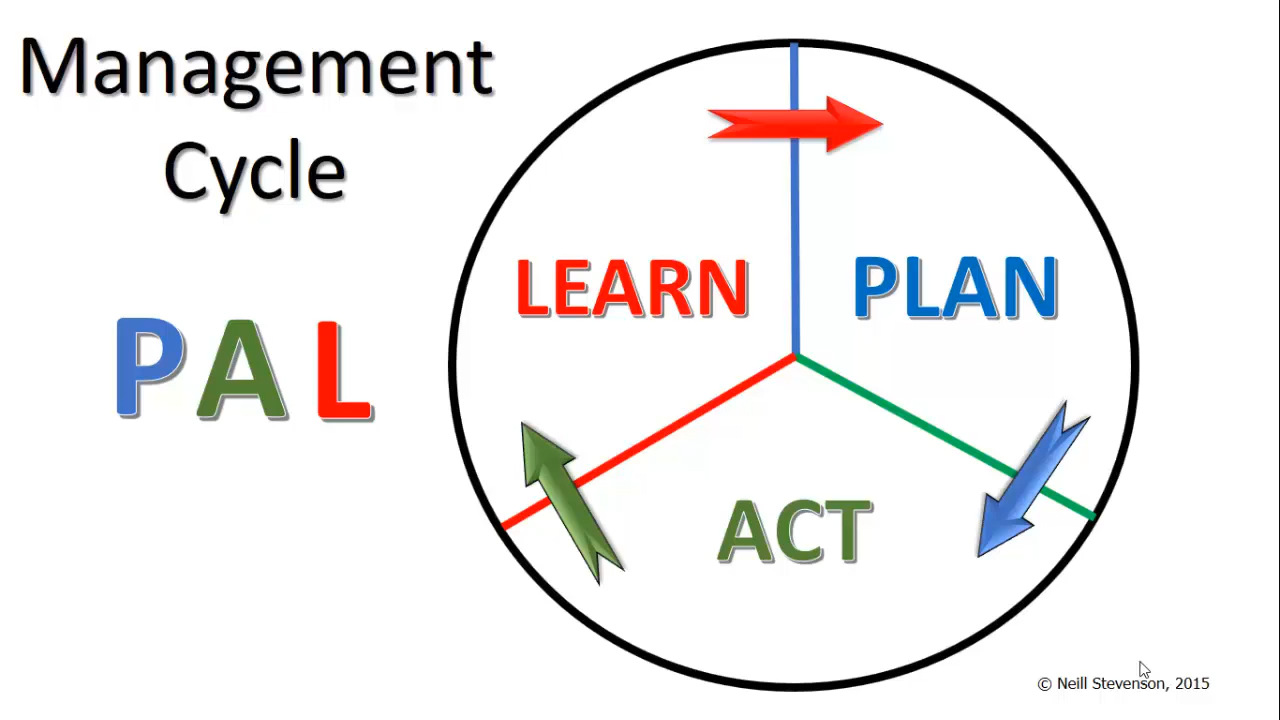 Management
Cycle
PAL
LEARN
PLAN
ACT
© Neill Stevenson, 2015